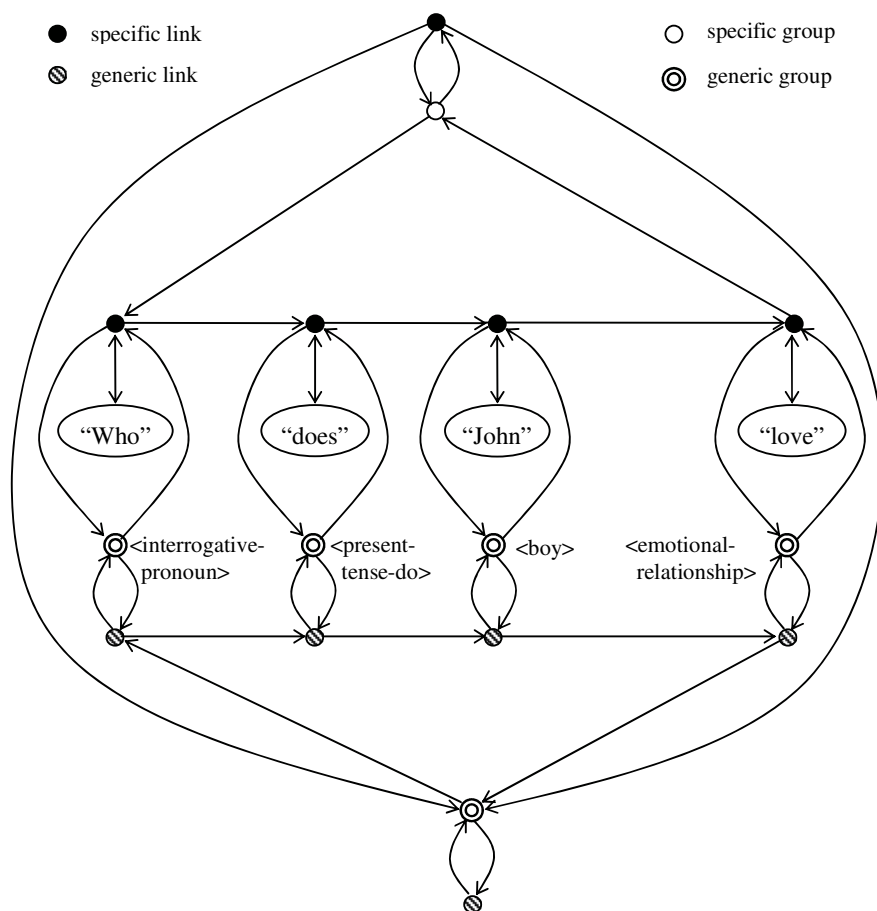 specific link
specific group
generic link
generic group
“Who”
“does”
“John”
“love”
<interrogative-
pronoun>
<present-
tense-do>
<boy>
<emotional-
relationship>